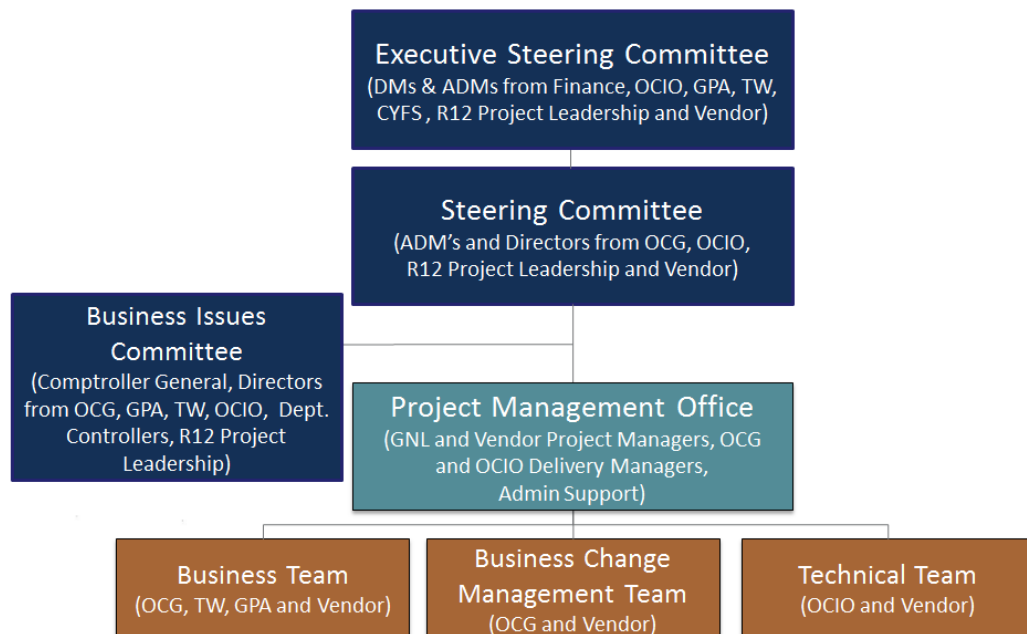 Executive Steering Committee
(DMs & ADMs from Finance, OCIO, GPA, TW,
CYFS , R12 Project Leadership and Vendor)
Steering Committee
(ADM's and Directors from OCG, OCIO,
R12 Project Leadership and Vendor)
Business Issues
Committee
(Comptroller General, Directors
from OCG, GPA, TW, OCIO, Dept.
Controllers, R12 Project
Leadership)
Project Management Office
(GNL and Vendor Project Managers, OCG
and OCIO Delivery Managers,
Admin Support)
Business Team
(OCG, TW, GPA and Vendor)
Business Change
Management Team
(OCG and Vendor)
Technical Team
(OCIO and Vendor)